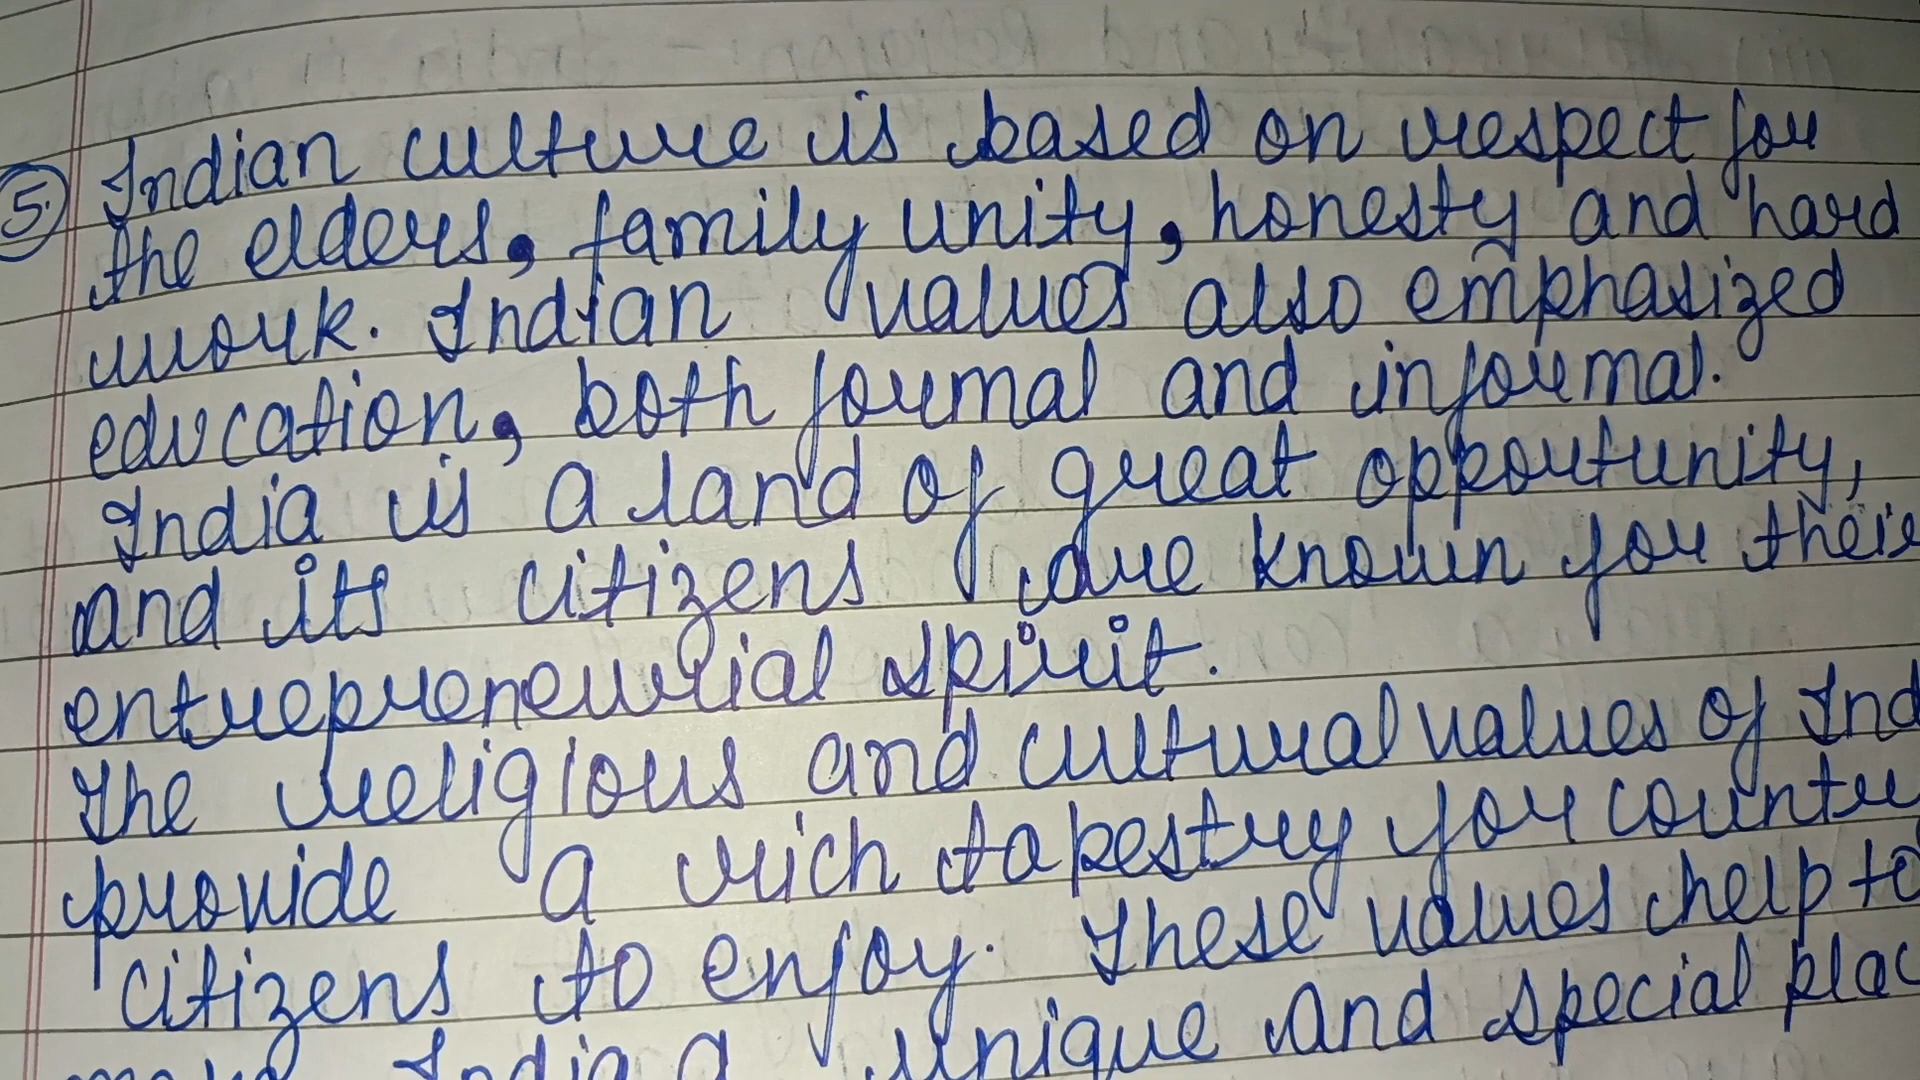 5. Indian culture is based on respect for
the elders, family unity, honesty and hard
work. Indian values also emphasized
education, both formal and informal.
India is a land of great opportunity,
and its citizens are known for their
entrepreneurial spirit.
The religious and cultural values of Ind
provide a rich tapestry for country
citizens to enjoy. These values help to
India a unique and special plac